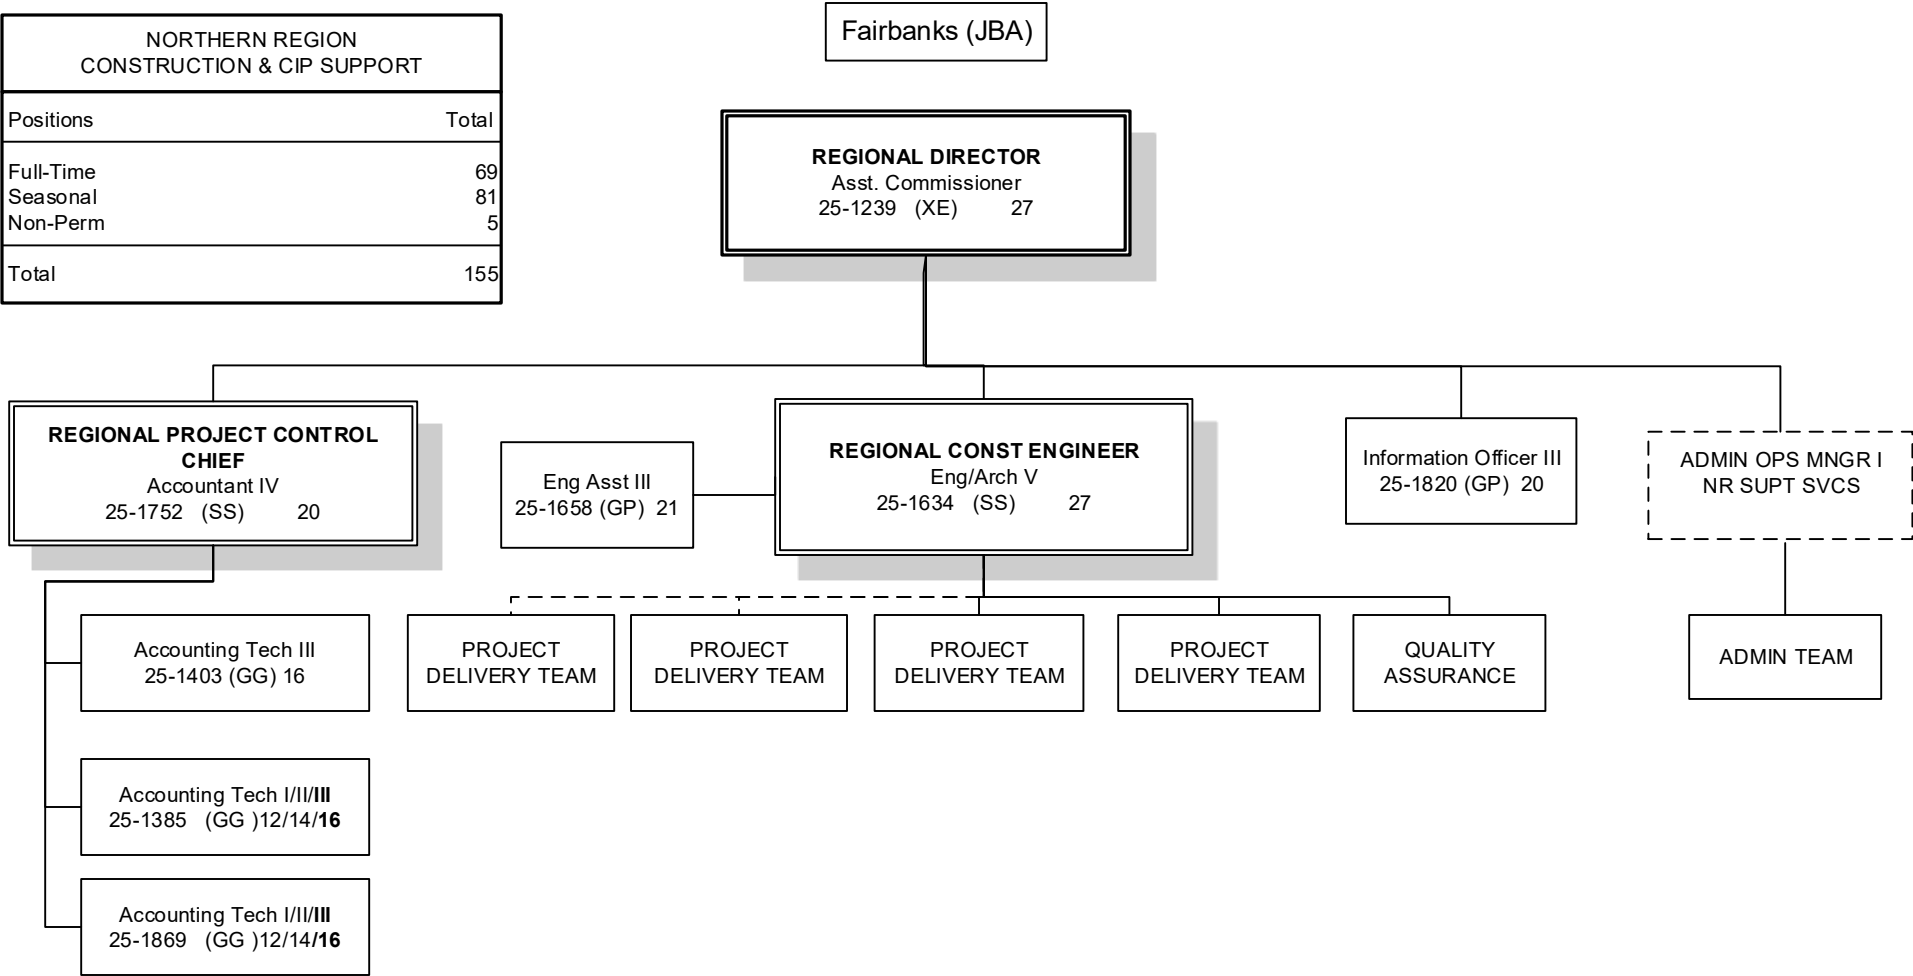 Fairbanks (JBA)
NORTHERN REGION
CONSTRUCTION & CIP SUPPORT
Positions Total
Full-Time 69
Seasonal 81
Non-Perm 5
Total 155
REGIONAL DIRECTOR
Asst. Commissioner
25-1239 (XE) 27
REGIONAL PROJECT CONTROL
CHIEF
Accountant IV
25-1752 (SS) 20
Eng Asst III
25-1658 (GP) 21
REGIONAL CONST ENGINEER
Eng/Arch V
25-1634 (SS) 27
Information Officer III
25-1820 (GP) 20
ADMIN OPS MNGR I
NR SUPT SVCS
Accounting Tech III
25-1403 (GG) 16
PROJECT
DELIVERY TEAM
PROJECT
DELIVERY TEAM
PROJECT
DELIVERY TEAM
PROJECT
DELIVERY TEAM
QUALITY
ASSURANCE
ADMIN TEAM
Accounting Tech I/II/III
25-1385 (GG )12/14/16
Accounting Tech I/II/III
25-1869 (GG )12/14/16